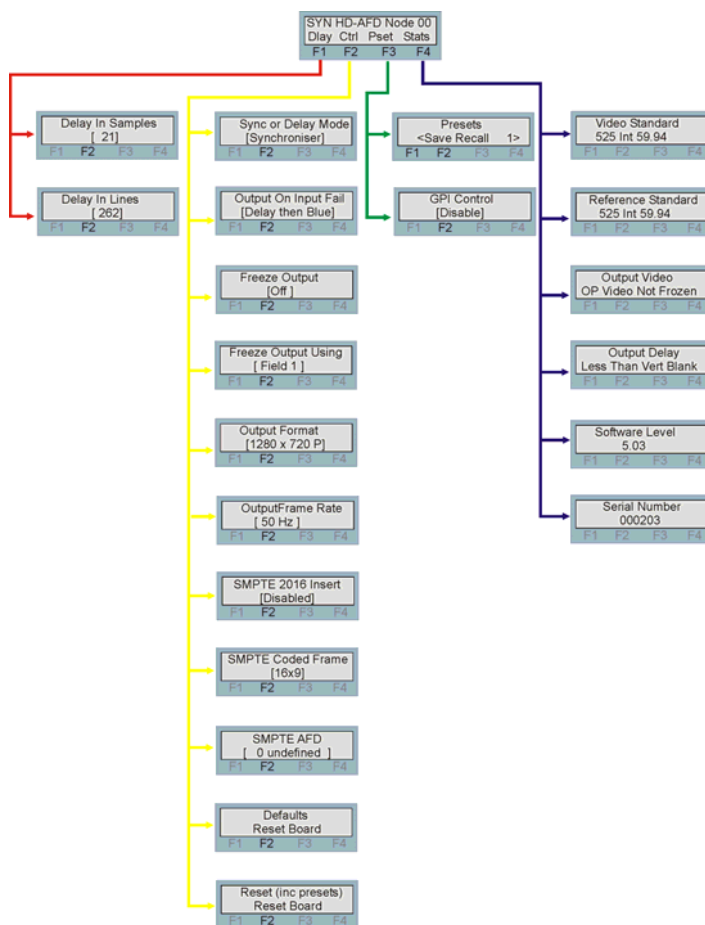 SYN HD-AFD Node 00
Dlay Ctrl Pset Stats
F1 F2 F3 F4
Delay In Samples
[ 21]
F1 F2 F3 F4
Delay In Lines
[ 262]
F1 F2 F3 F4
Sync or Delay Mode
[Synchroniser]
F1 F2 F3 F4
Output On Input Fail
[Delay then Blue]
F1 F2 F3 F4
Freeze Output
[Off ]
F1 F2 F3 F4
Freeze Output Using
[ Field 1 ]
F1 F2 F3 F4
Output Format
[1280 x 720 P]
F1 F2 F3 F4
OutputFrame Rate
[ 50 Hz ]
F1 F2 F3 F4
SMPTE 2016 Insert
[Disabled]
F1 F2 F3 F4
SMPTE Coded Frame
[16x9]
F1 F2 F3 F4
SMPTE AFD
[ 0 undefined ]
F1 F2 F3 F4
Defaults
Reset Board
F1 F2 F3 F4
Reset (inc presets)
Reset Board
F1 F2 F3 F4
Presets
<Save Recall 1>
F1 F2 F3 F4
GPI Control
[Disable]
F1 F2 F3 F4
Video Standard
525 Int 59.94
F1 F2 F3 F4
Reference Standard
525 Int 59.94
F1 F2 F3 F4
Output Video
OP Video Not Frozen
F1 F2 F3 F4
Output Delay
Less Than Vert Blank
F1 F2 F3 F4
Software Level
5.03
F1 F2 F3 F4
Serial Number
000203
F1 F2 F3 F4